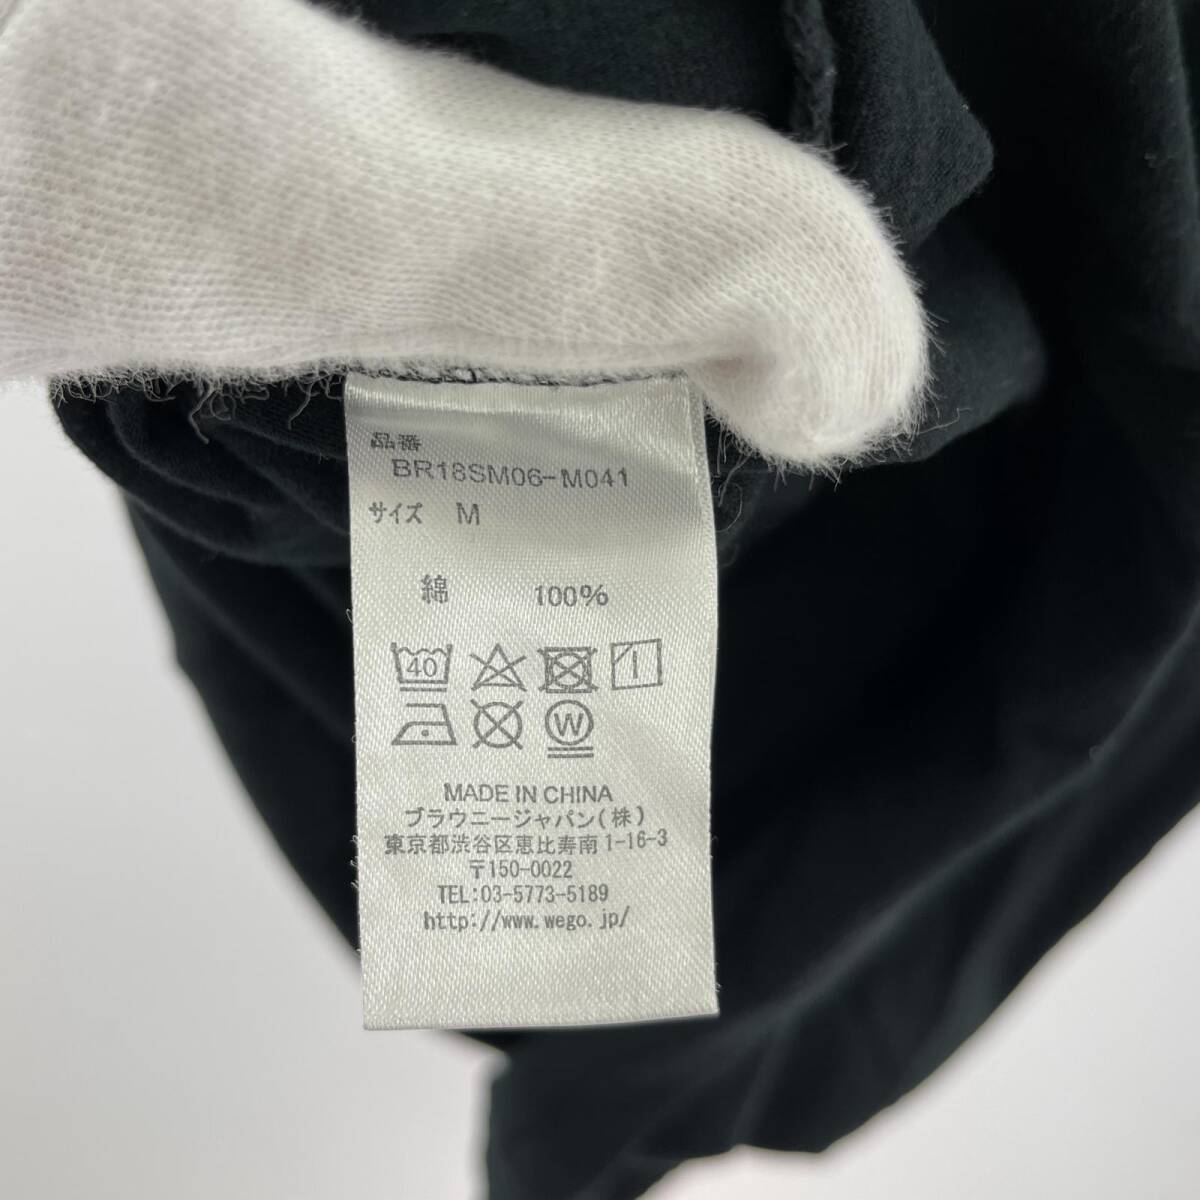 品番
BR18SM06-M041
サイズ M
綿 100%
40
W
MADE IN CHINA
ブラウニージャパン(株)
東京都渋谷区恵比寿南1-16-3
〒150-0022
TEL:03-5773-5189
http://www.wego.jp/